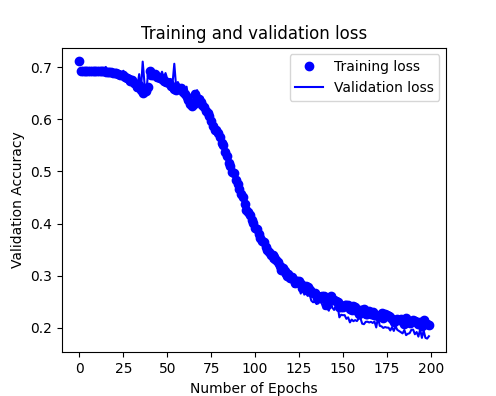 Training and validation loss
Training loss
Validation loss
0.7
0.6
0.5
0.4
0.3
0.2
Validation Accuracy
0 25 50 75 100 125 150 175 200
Number of Epochs